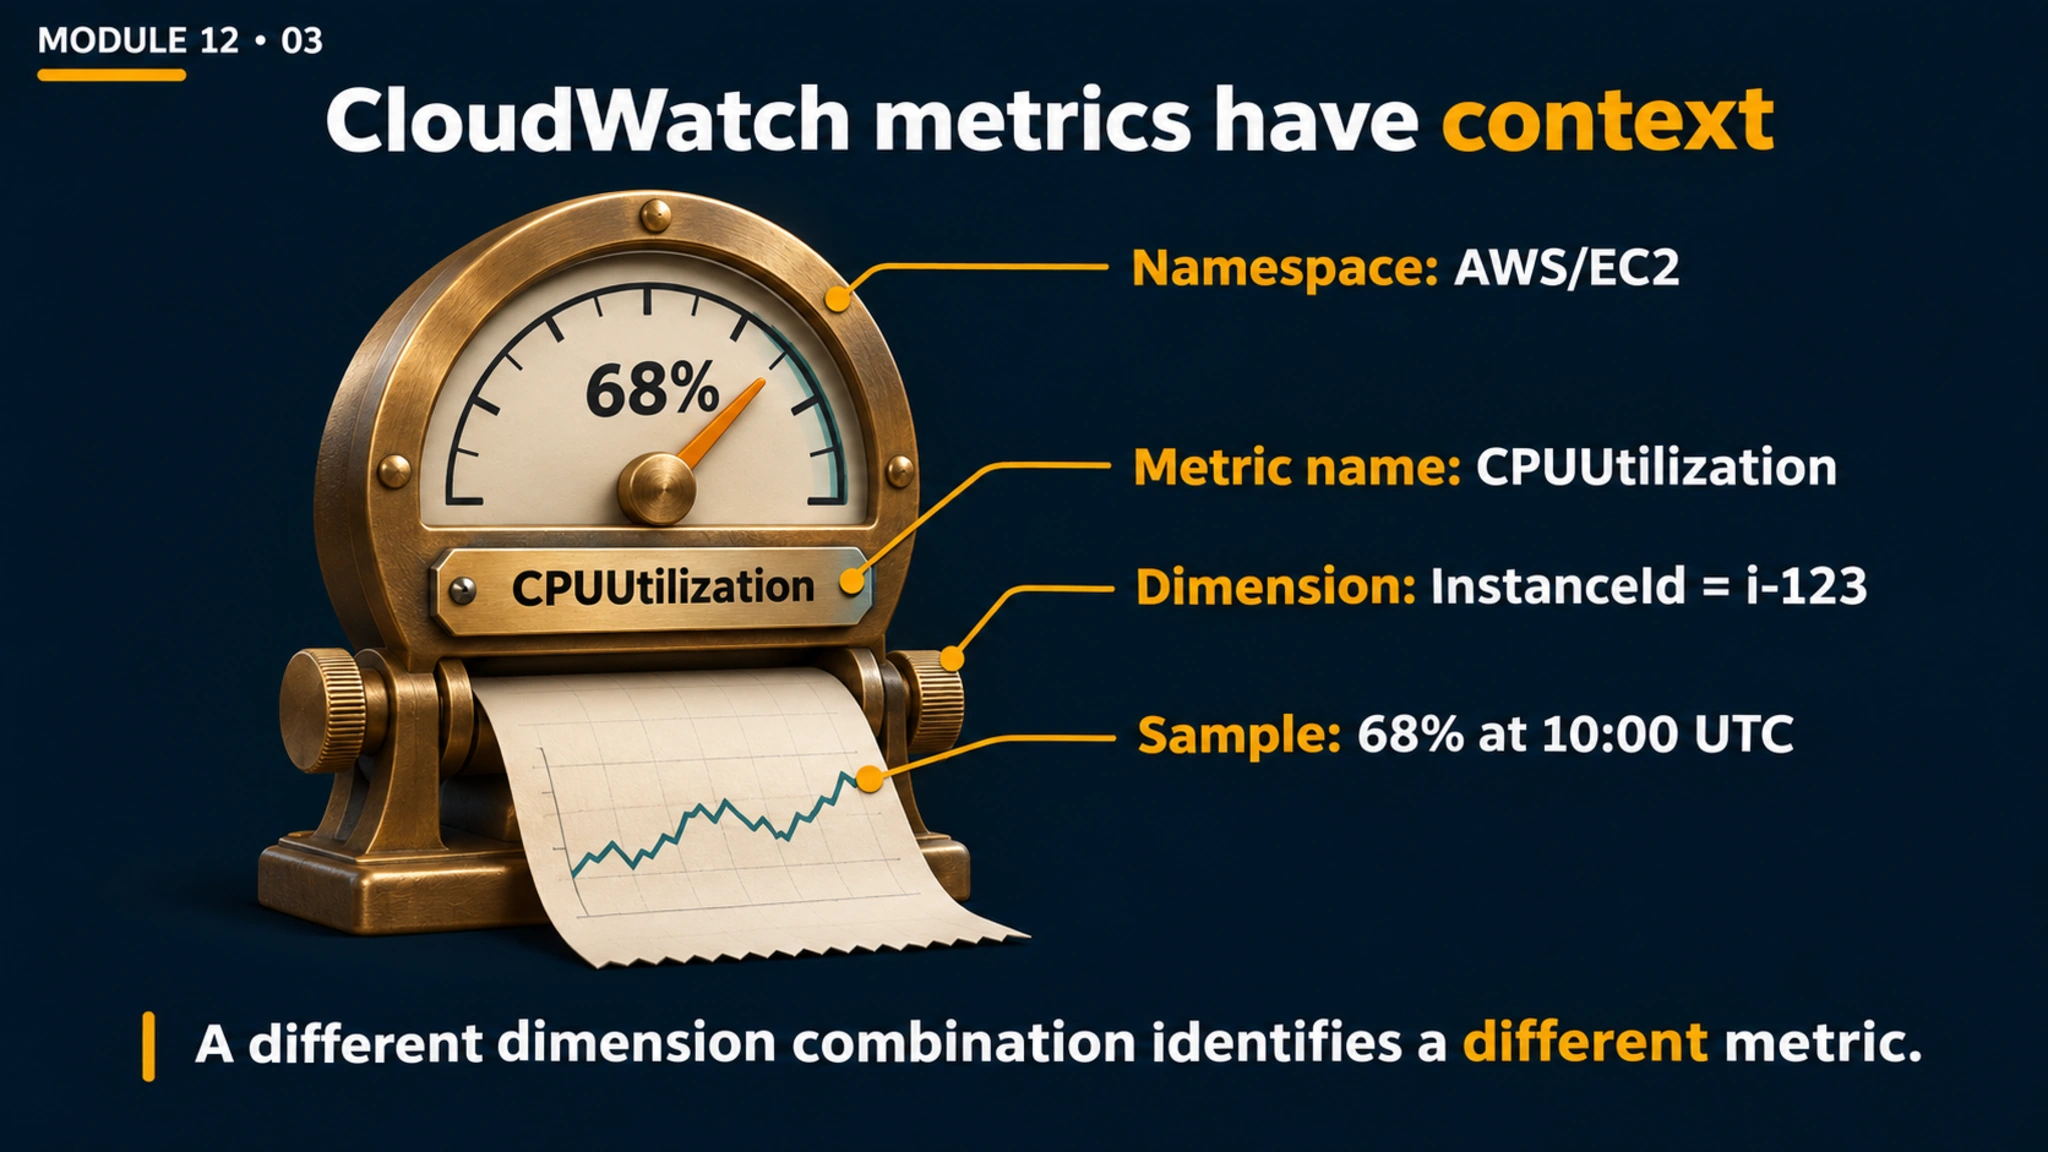 MODULE 12 • 03
CloudWatch metrics have context
68%
CPUUtilization
Namespace: AWS/EC2
Metric name: CPUUtilization
Dimension: InstanceId = i-123
Sample: 68% at 10:00 UTC
A different dimension combination identifies a different metric.